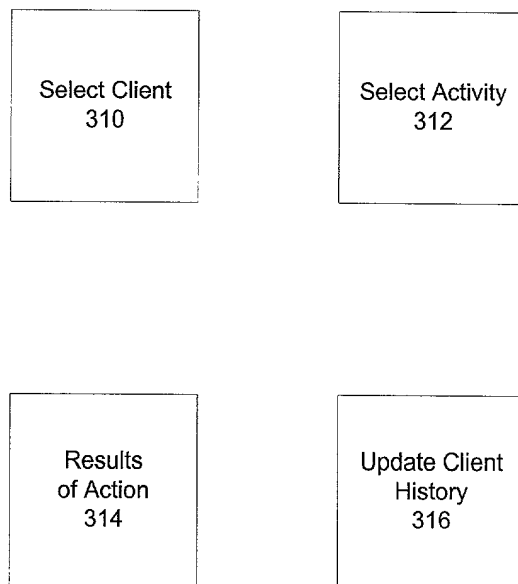 Select Client
310
Select Activity
312
Results
of Action
314
Update Client
History
316